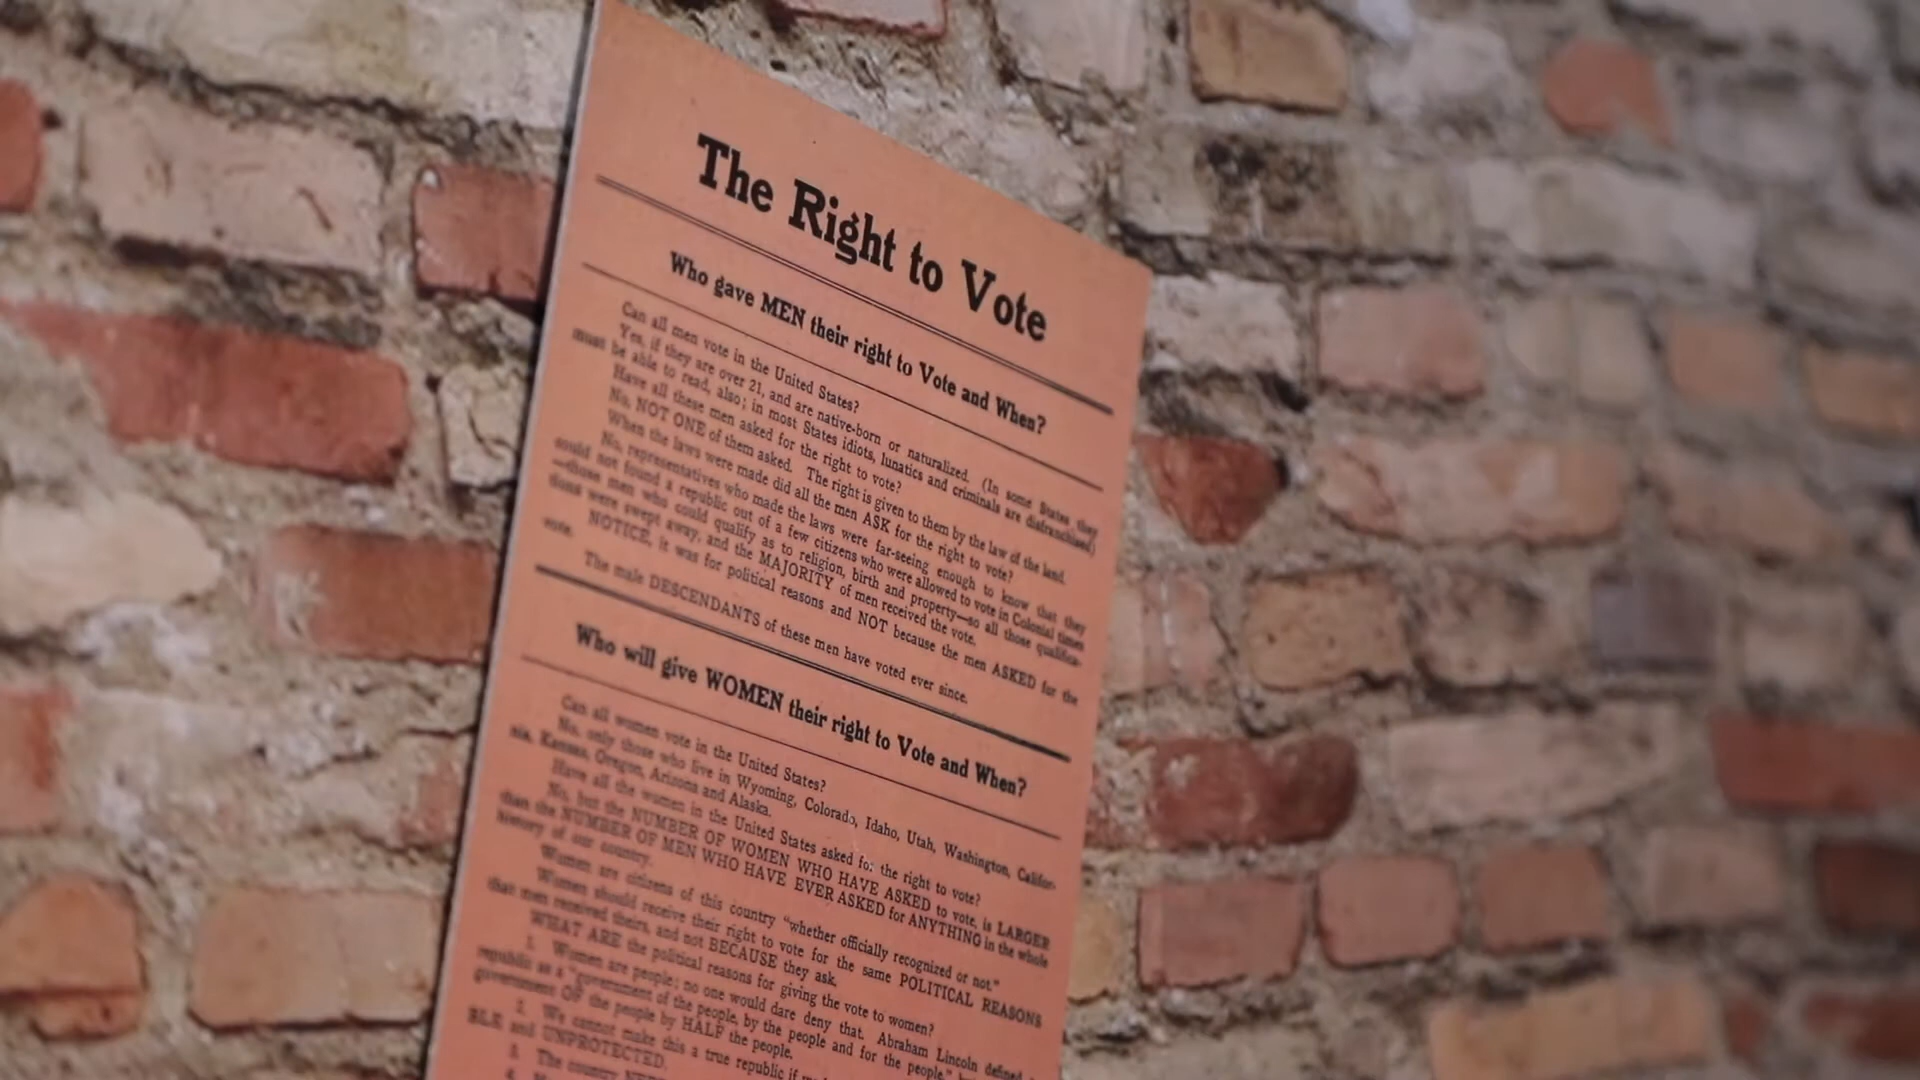 The Right to Vote
Who gave MEN their right to Vote and When?
Can all men vote in the United States?
Yes, if they are over 21, and are native-born or naturalized. (In some States, they
must be able to read, also; in most States idiots, lunatics and criminals are disfranchised)
Have all these men asked for the right to vote?
No, NOT ONE of them asked. The right is given to them by the law of the land.
When the laws were made did all the men ASK for the right to vote?
No, representatives who made the laws were far-seeing enough to know that they
could not found a republic out of a few citizens who were allowed to vote in Colonial times
—those men who could qualify as to religion, birth and property—so all those qualifica-
tions were swept away, and the MAJORITY of men received the vote.
NOTICE, it was for political reasons and NOT because the men ASKED for the
vote.
The male DESCENDANTS of these men have voted ever since.
Who will give WOMEN their right to Vote and When?
Can all women vote in the United States?
No, only those who live in Wyoming, Colorado, Idaho, Utah, Washington, Califor-
nia, Kansas, Oregon, Arizona and Alaska.
Have all the women in the United States asked for the right to vote?
No, but the NUMBER OF WOMEN WHO HAVE ASKED to vote, is LARGER
than the NUMBER OF MEN WHO HAVE EVER ASKED for ANYTHING in the whole
history of our country.
Women are citizens of this country "whether officially recognized or not."
Women should receive their right to vote for the same POLITICAL REASONS
that men received theirs, and not BECAUSE they ask.
WHAT ARE the political reasons for giving the vote to women?
1. Women are people; no one would dare deny that. Abraham Lincoln defined
republic as a "government of the people, by the people and for the people,"
government OF the people by HALF the people.
2. We cannot make this a true republic if
BLE and UNPROTECTED.
3. The country
4.